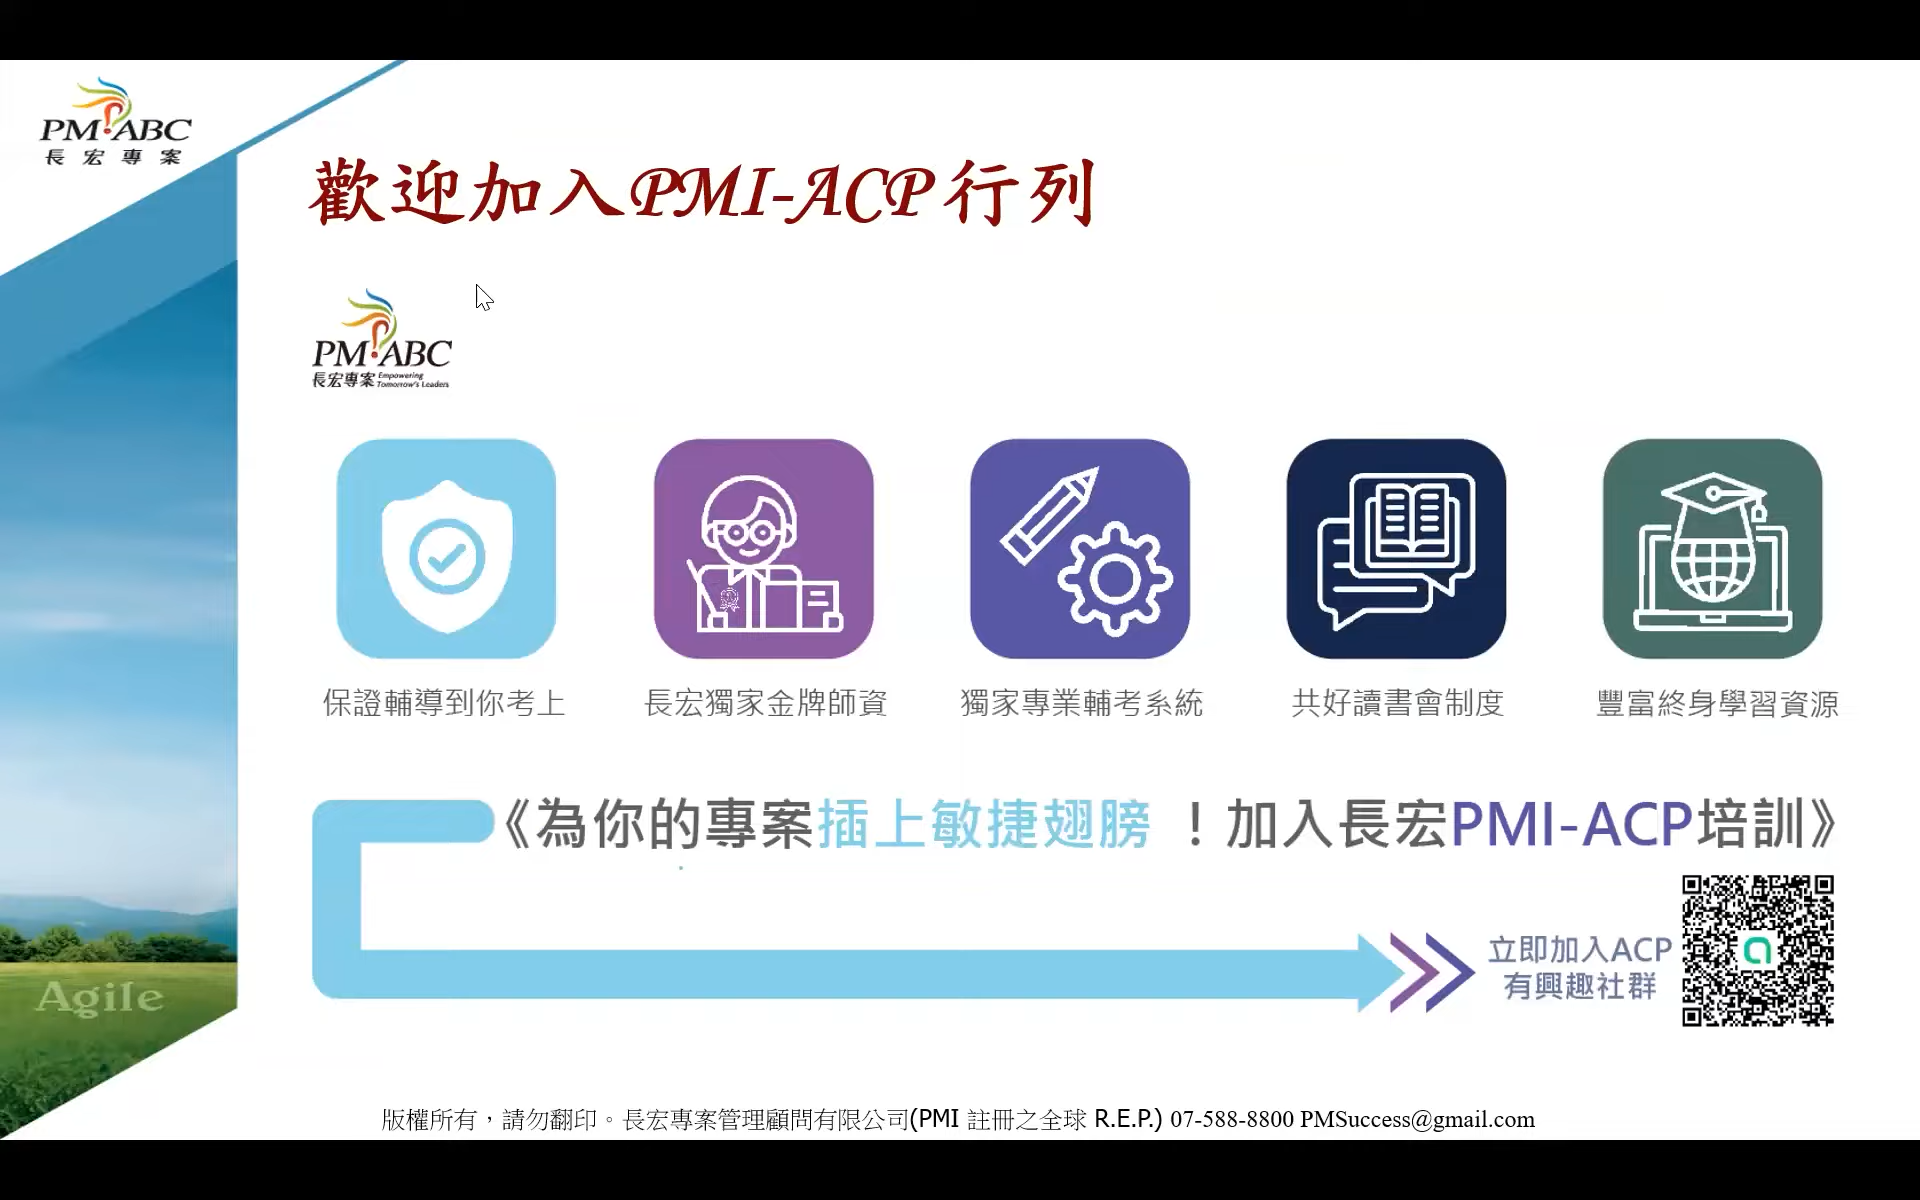 PM ABC
長宏專案
歡迎加入PMI-ACP行列
PM ABC
長宏專案 Empowering Tomorrow's Leaders
保證輔導到你考上
長宏獨家金牌師資
獨家專業輔考系統
共好讀書會制度
豐富終身學習資源
《為你的專案插上敏捷翅膀！加入長宏PMI-ACP培訓》
立即加入ACP
有興趣社群
Agile
版權所有，請勿翻印。長宏專案管理顧問有限公司(PMI 註冊之全球 R.E.P.) 07-588-8800 PMSuccess@gmail.com